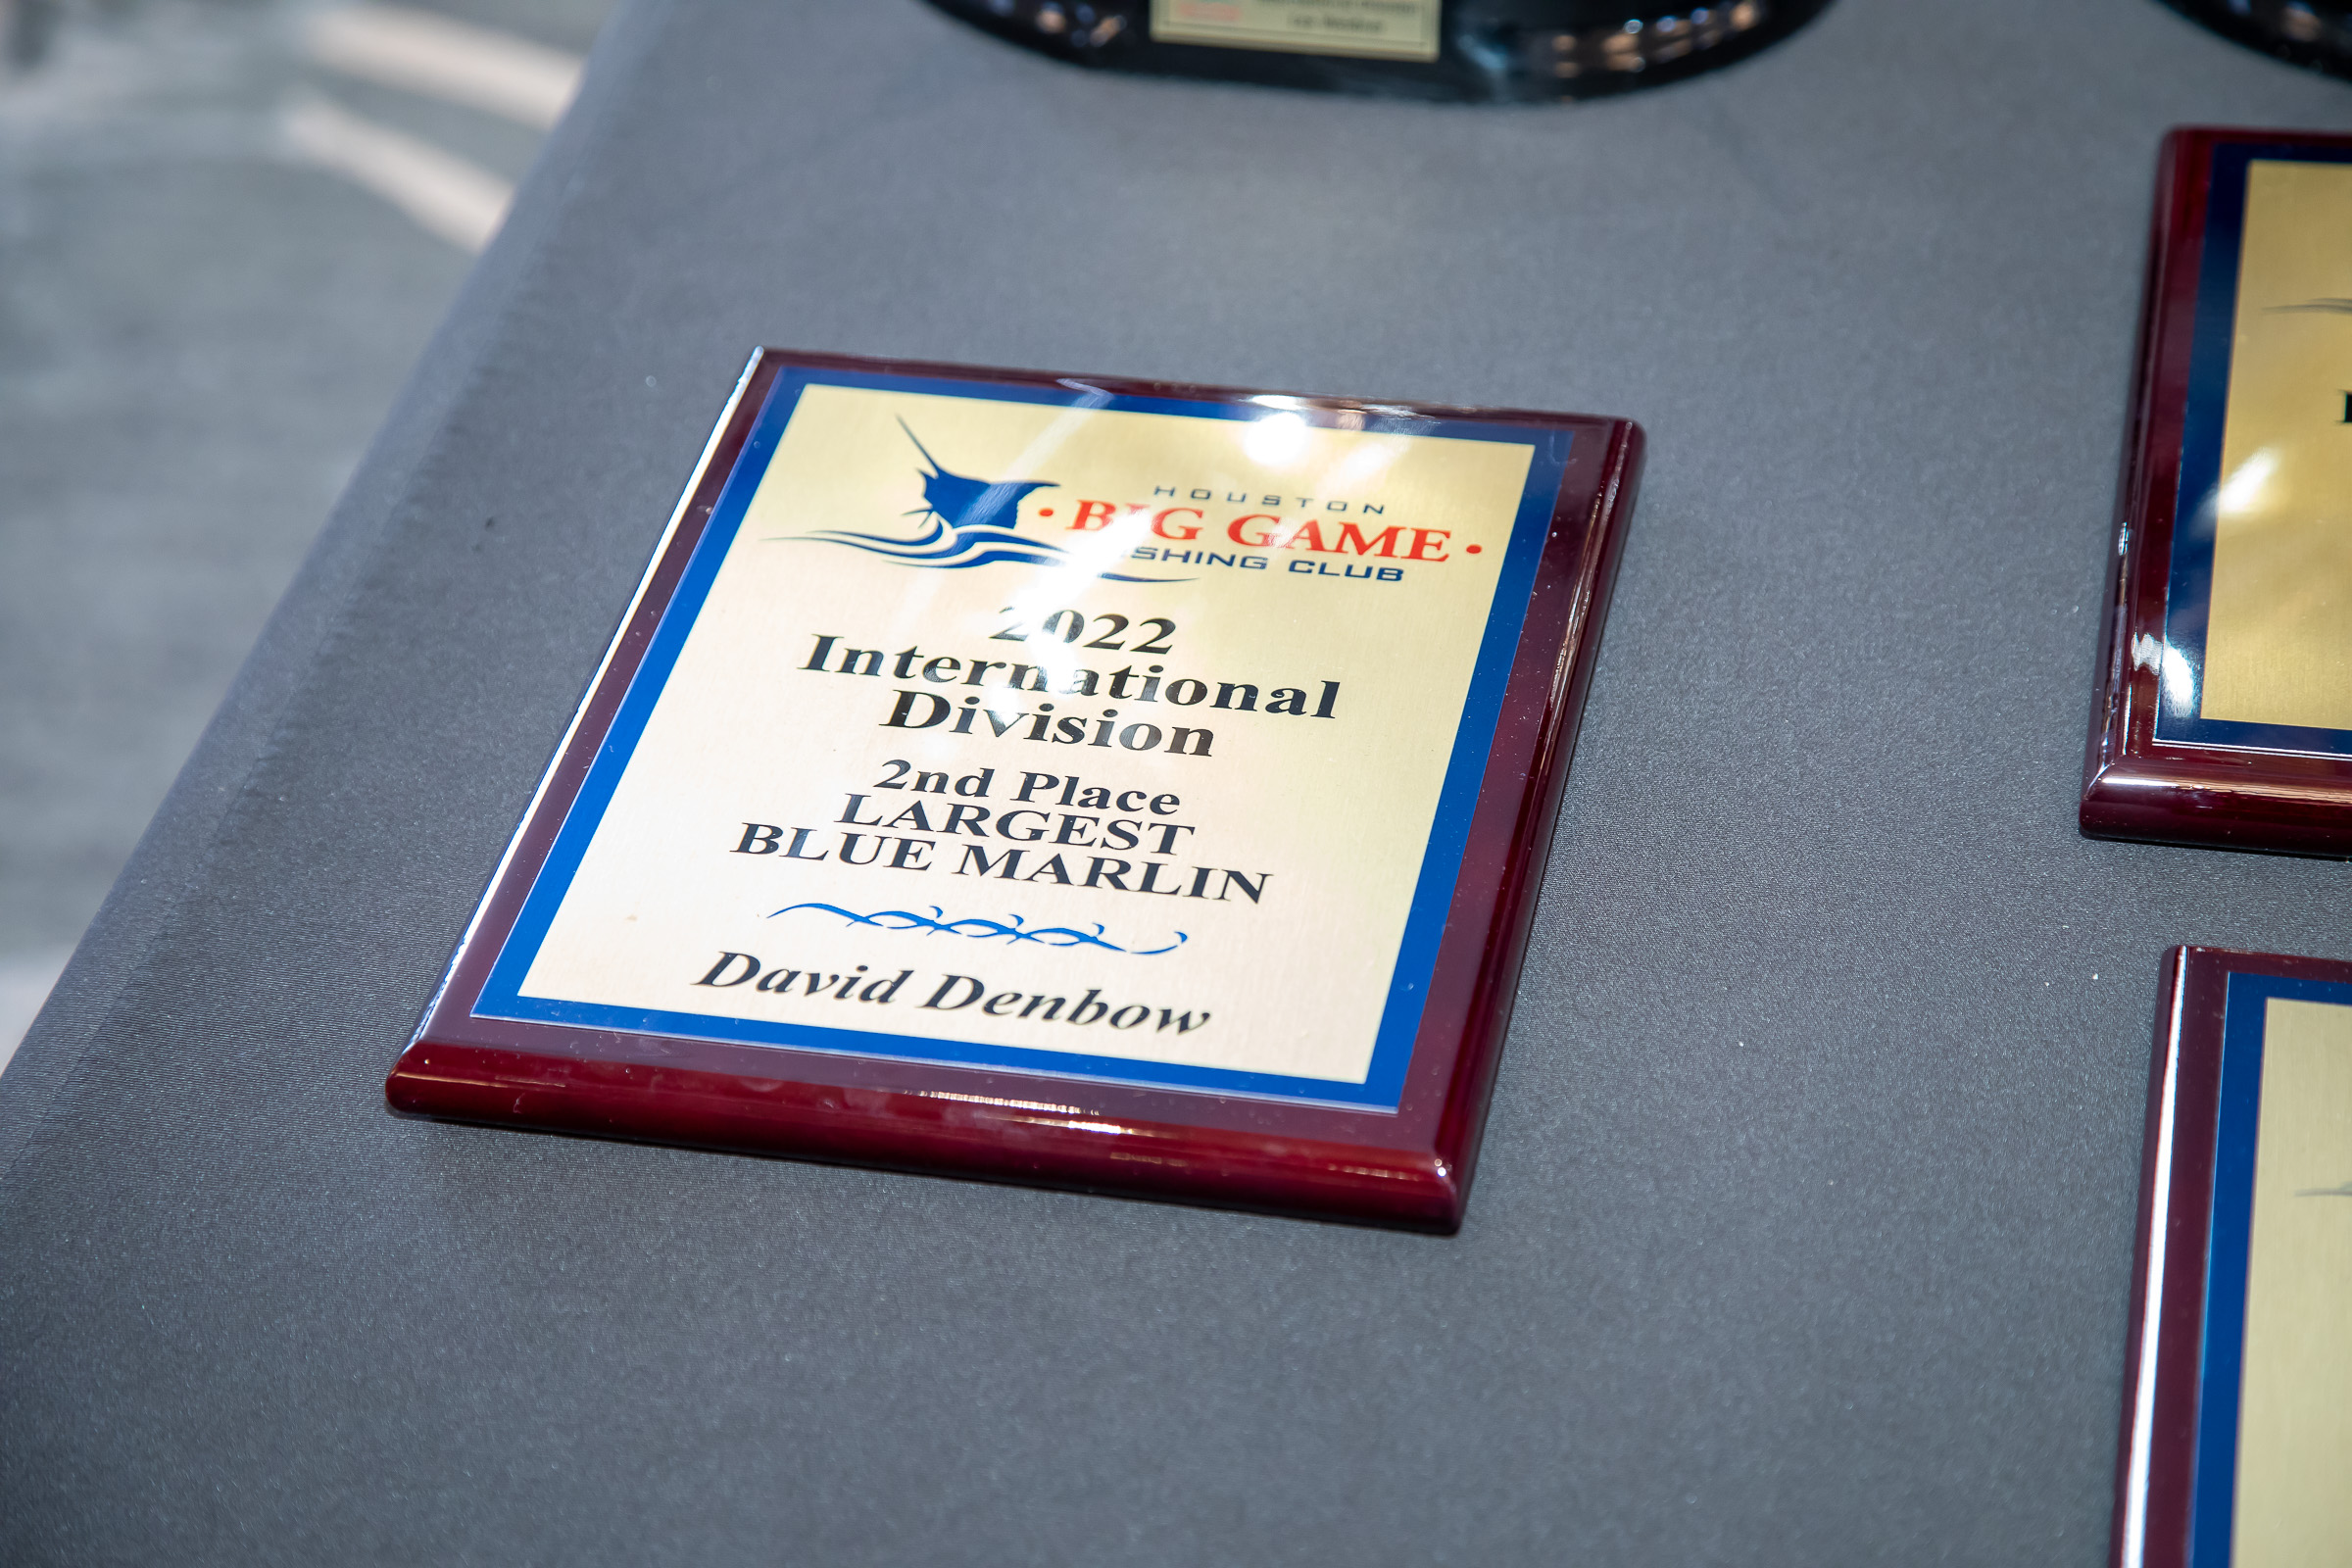 HOUSTON
• BIG GAME •
FISHING CLUB
2022
International
Division
2nd Place
LARGEST
BLUE MARLIN
David Denbow